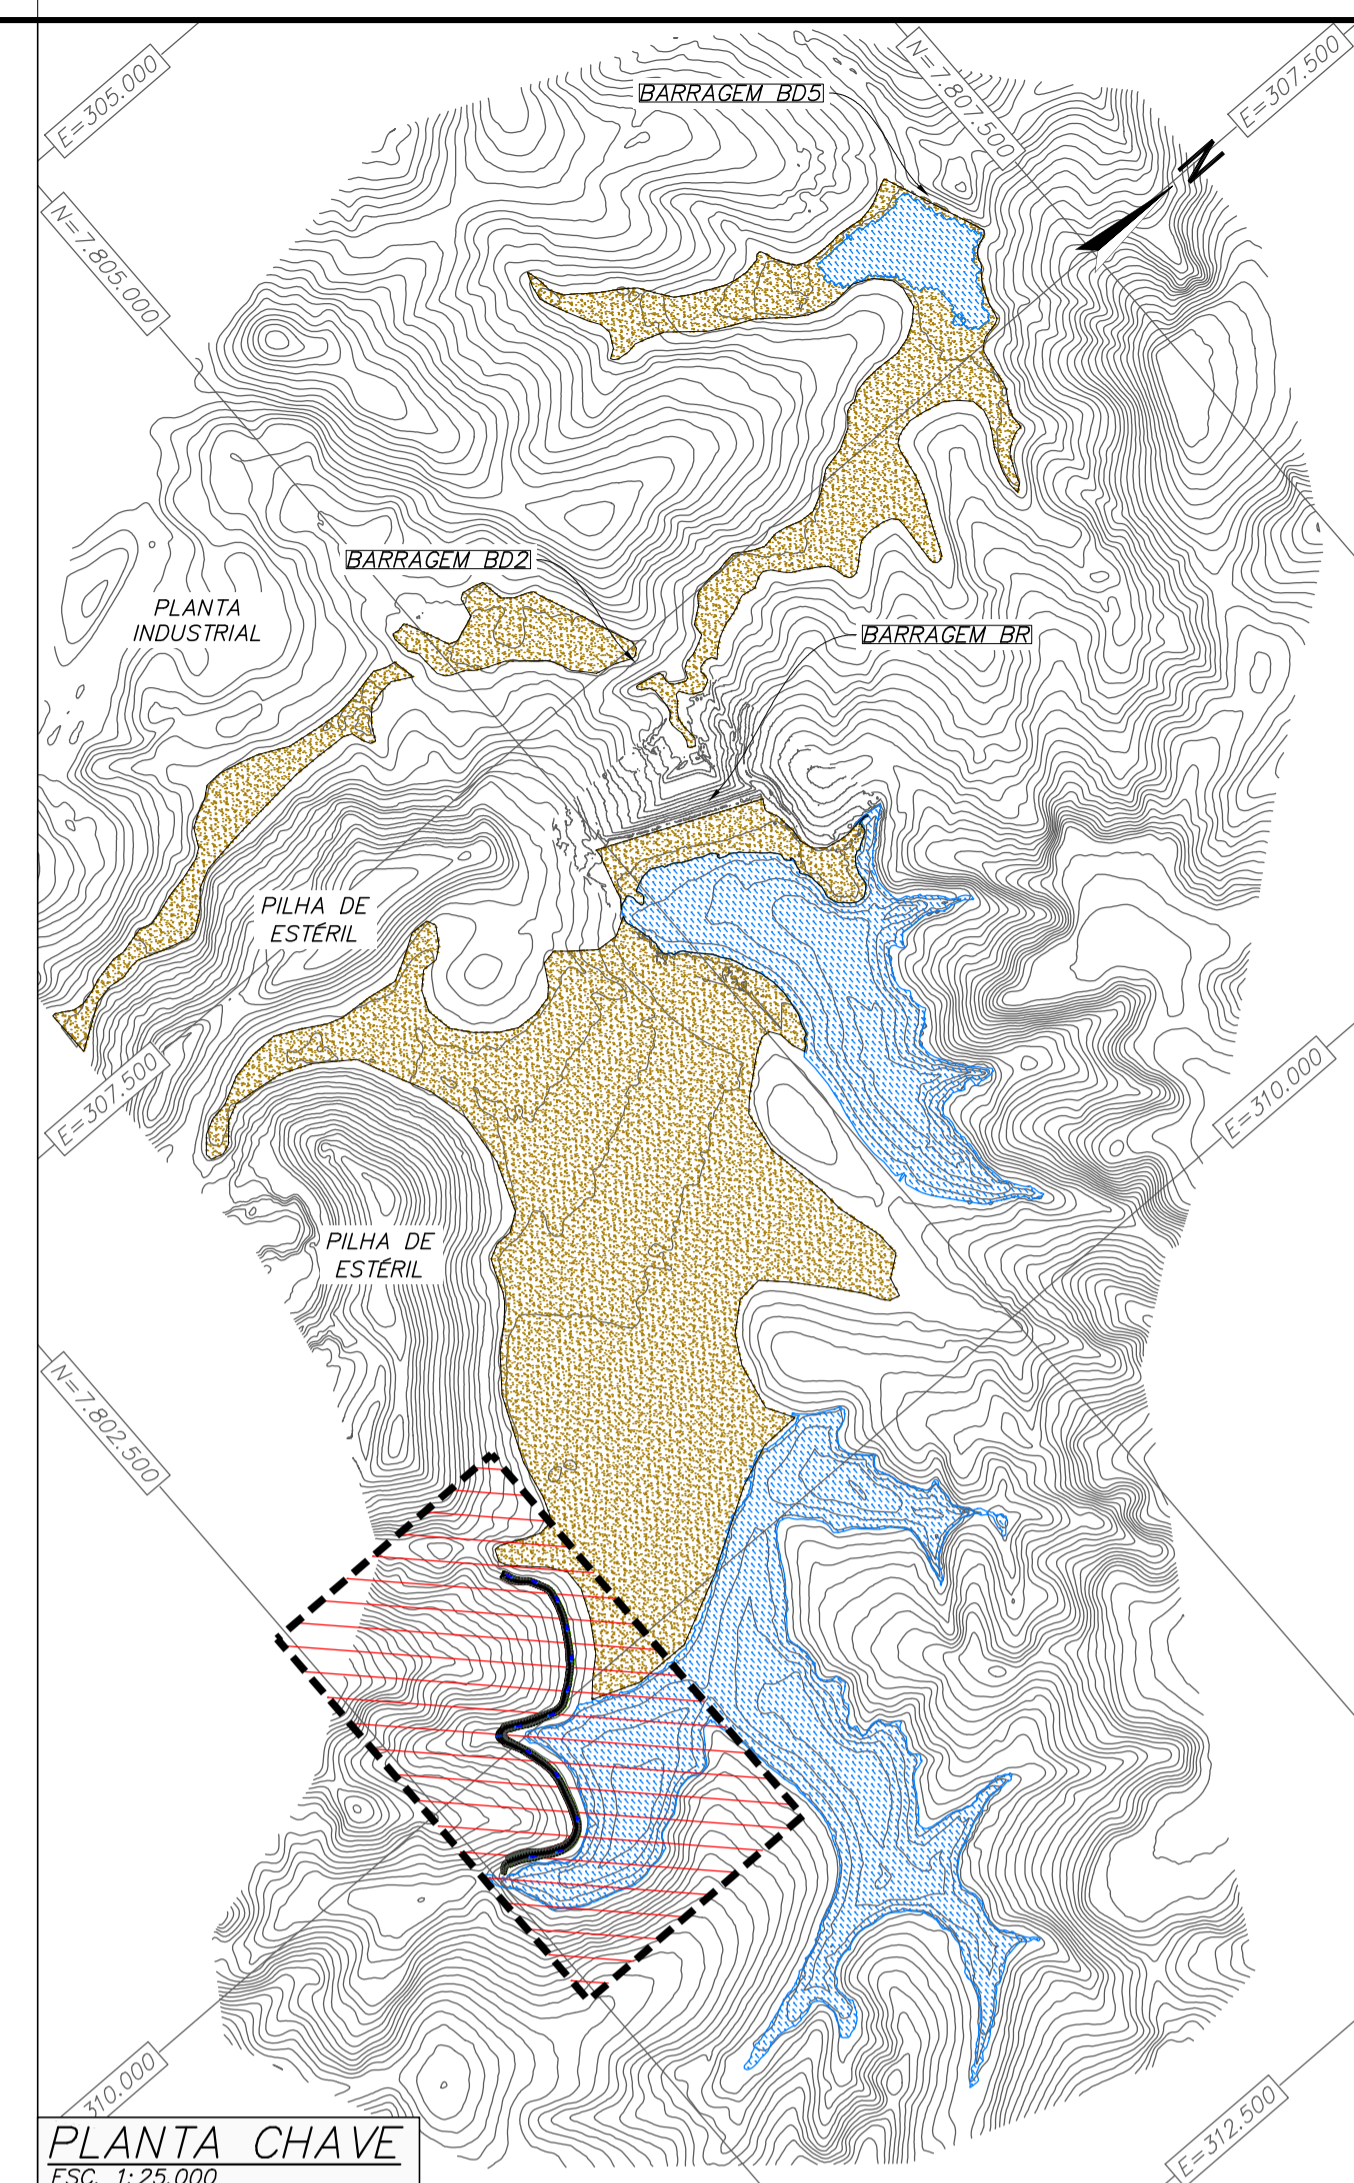 E=305.000
N=7.807.500
E=307.500
BARRAGEM BD5
N
N=7.805.000
BARRAGEM BD2
PLANTA
INDUSTRIAL
BARRAGEM BR
PILHA DE
ESTÉRIL
E=307.500
E=310.000
PILHA DE
ESTÉRIL
N=7.802.500
310.000
E=312.500
PLANTA CHAVE
ESC. 1:25.000